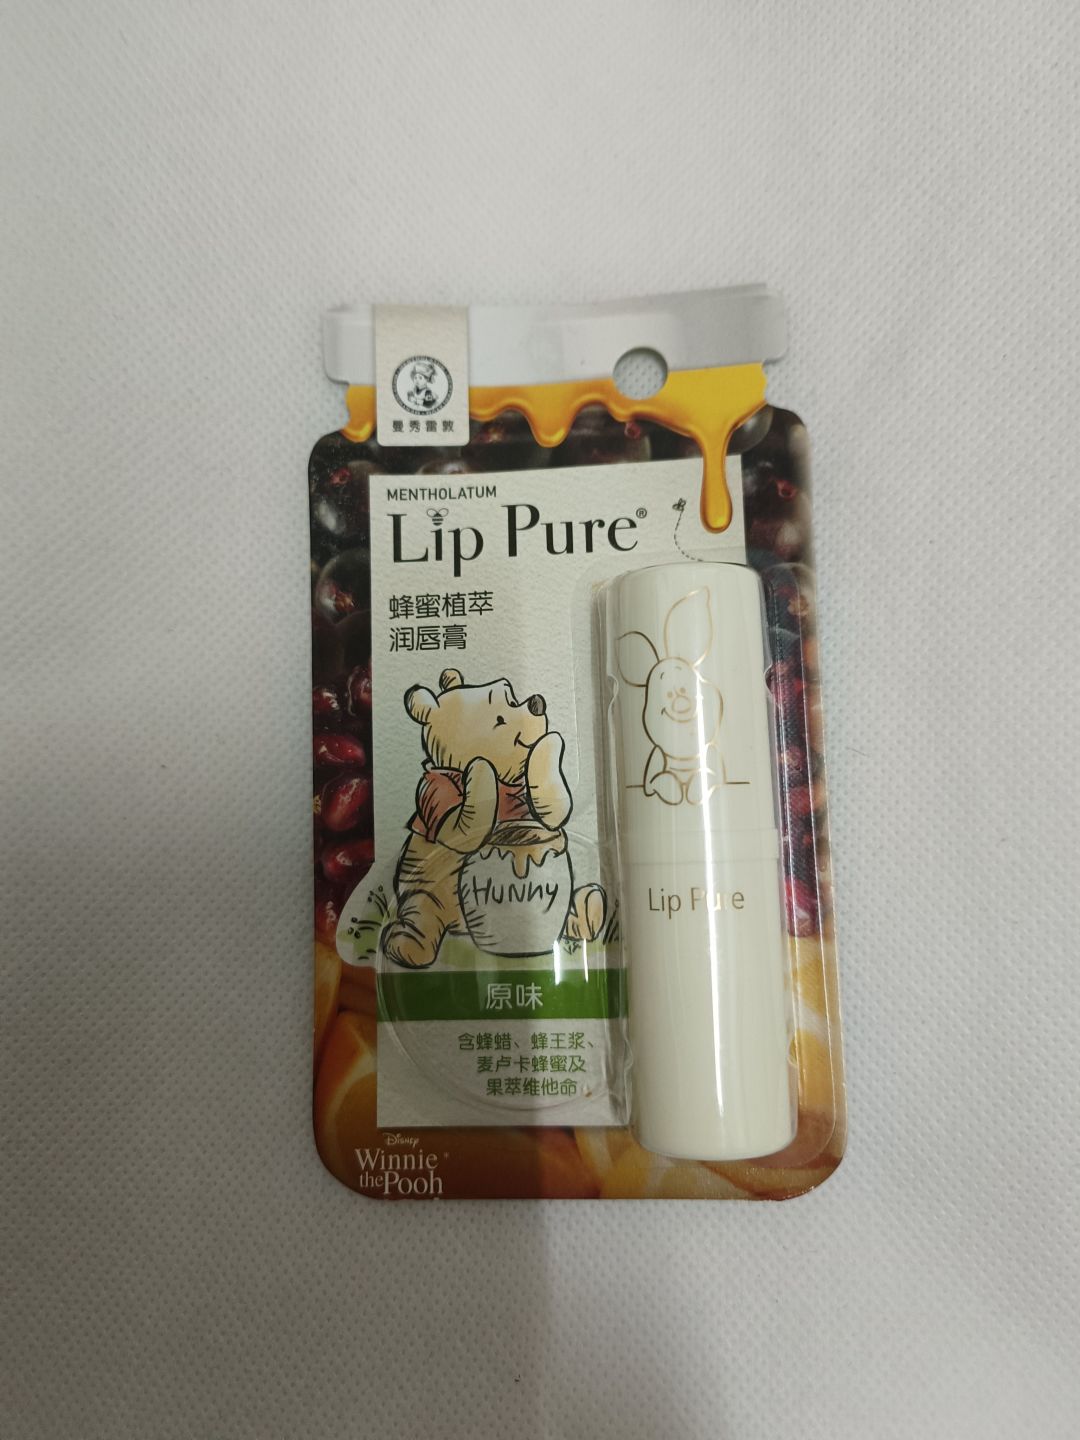 曼秀雷敦
MENTHOLATUM
Lip Pure®
蜂蜜植萃
润唇膏
HUNNY
Lip Pure
原味
含蜂蜡、蜂王浆、
麦卢卡蜂蜜及
果萃维他命
Disney
Winnie
the Pooh